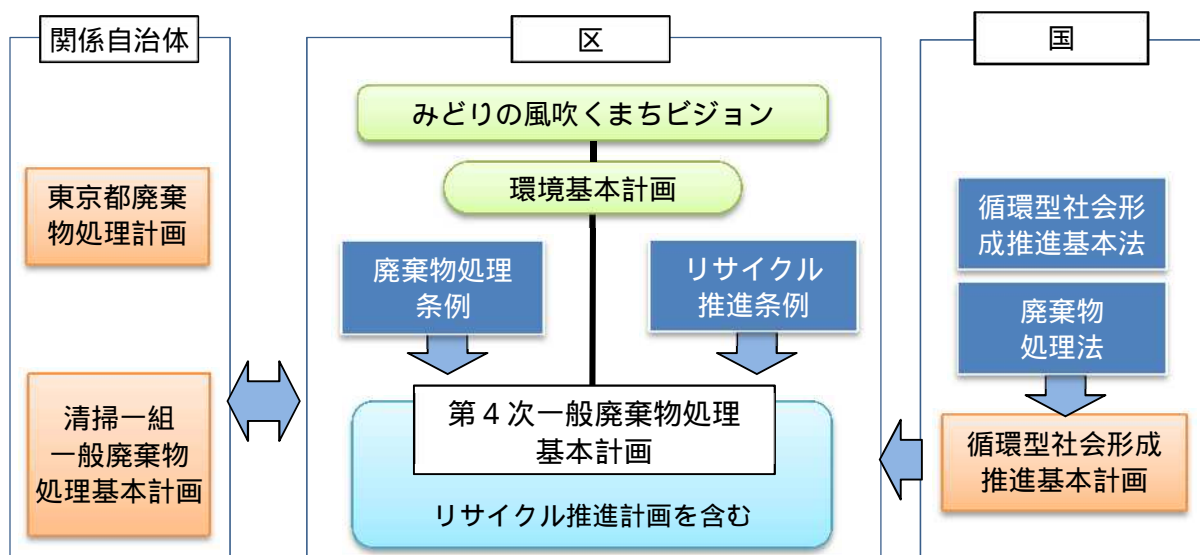 関係自治体
東京都廃棄
物処理計画
清掃一組
一般廃棄物
処理基本計画
区
みどりの風吹くまちビジョン
環境基本計画
廃棄物処理
条例
リサイクル
推進条例
第４次一般廃棄物処理
基本計画
リサイクル推進計画を含む
国
循環型社会形
成推進基本法
廃棄物
処理法
循環型社会形成
推進基本計画